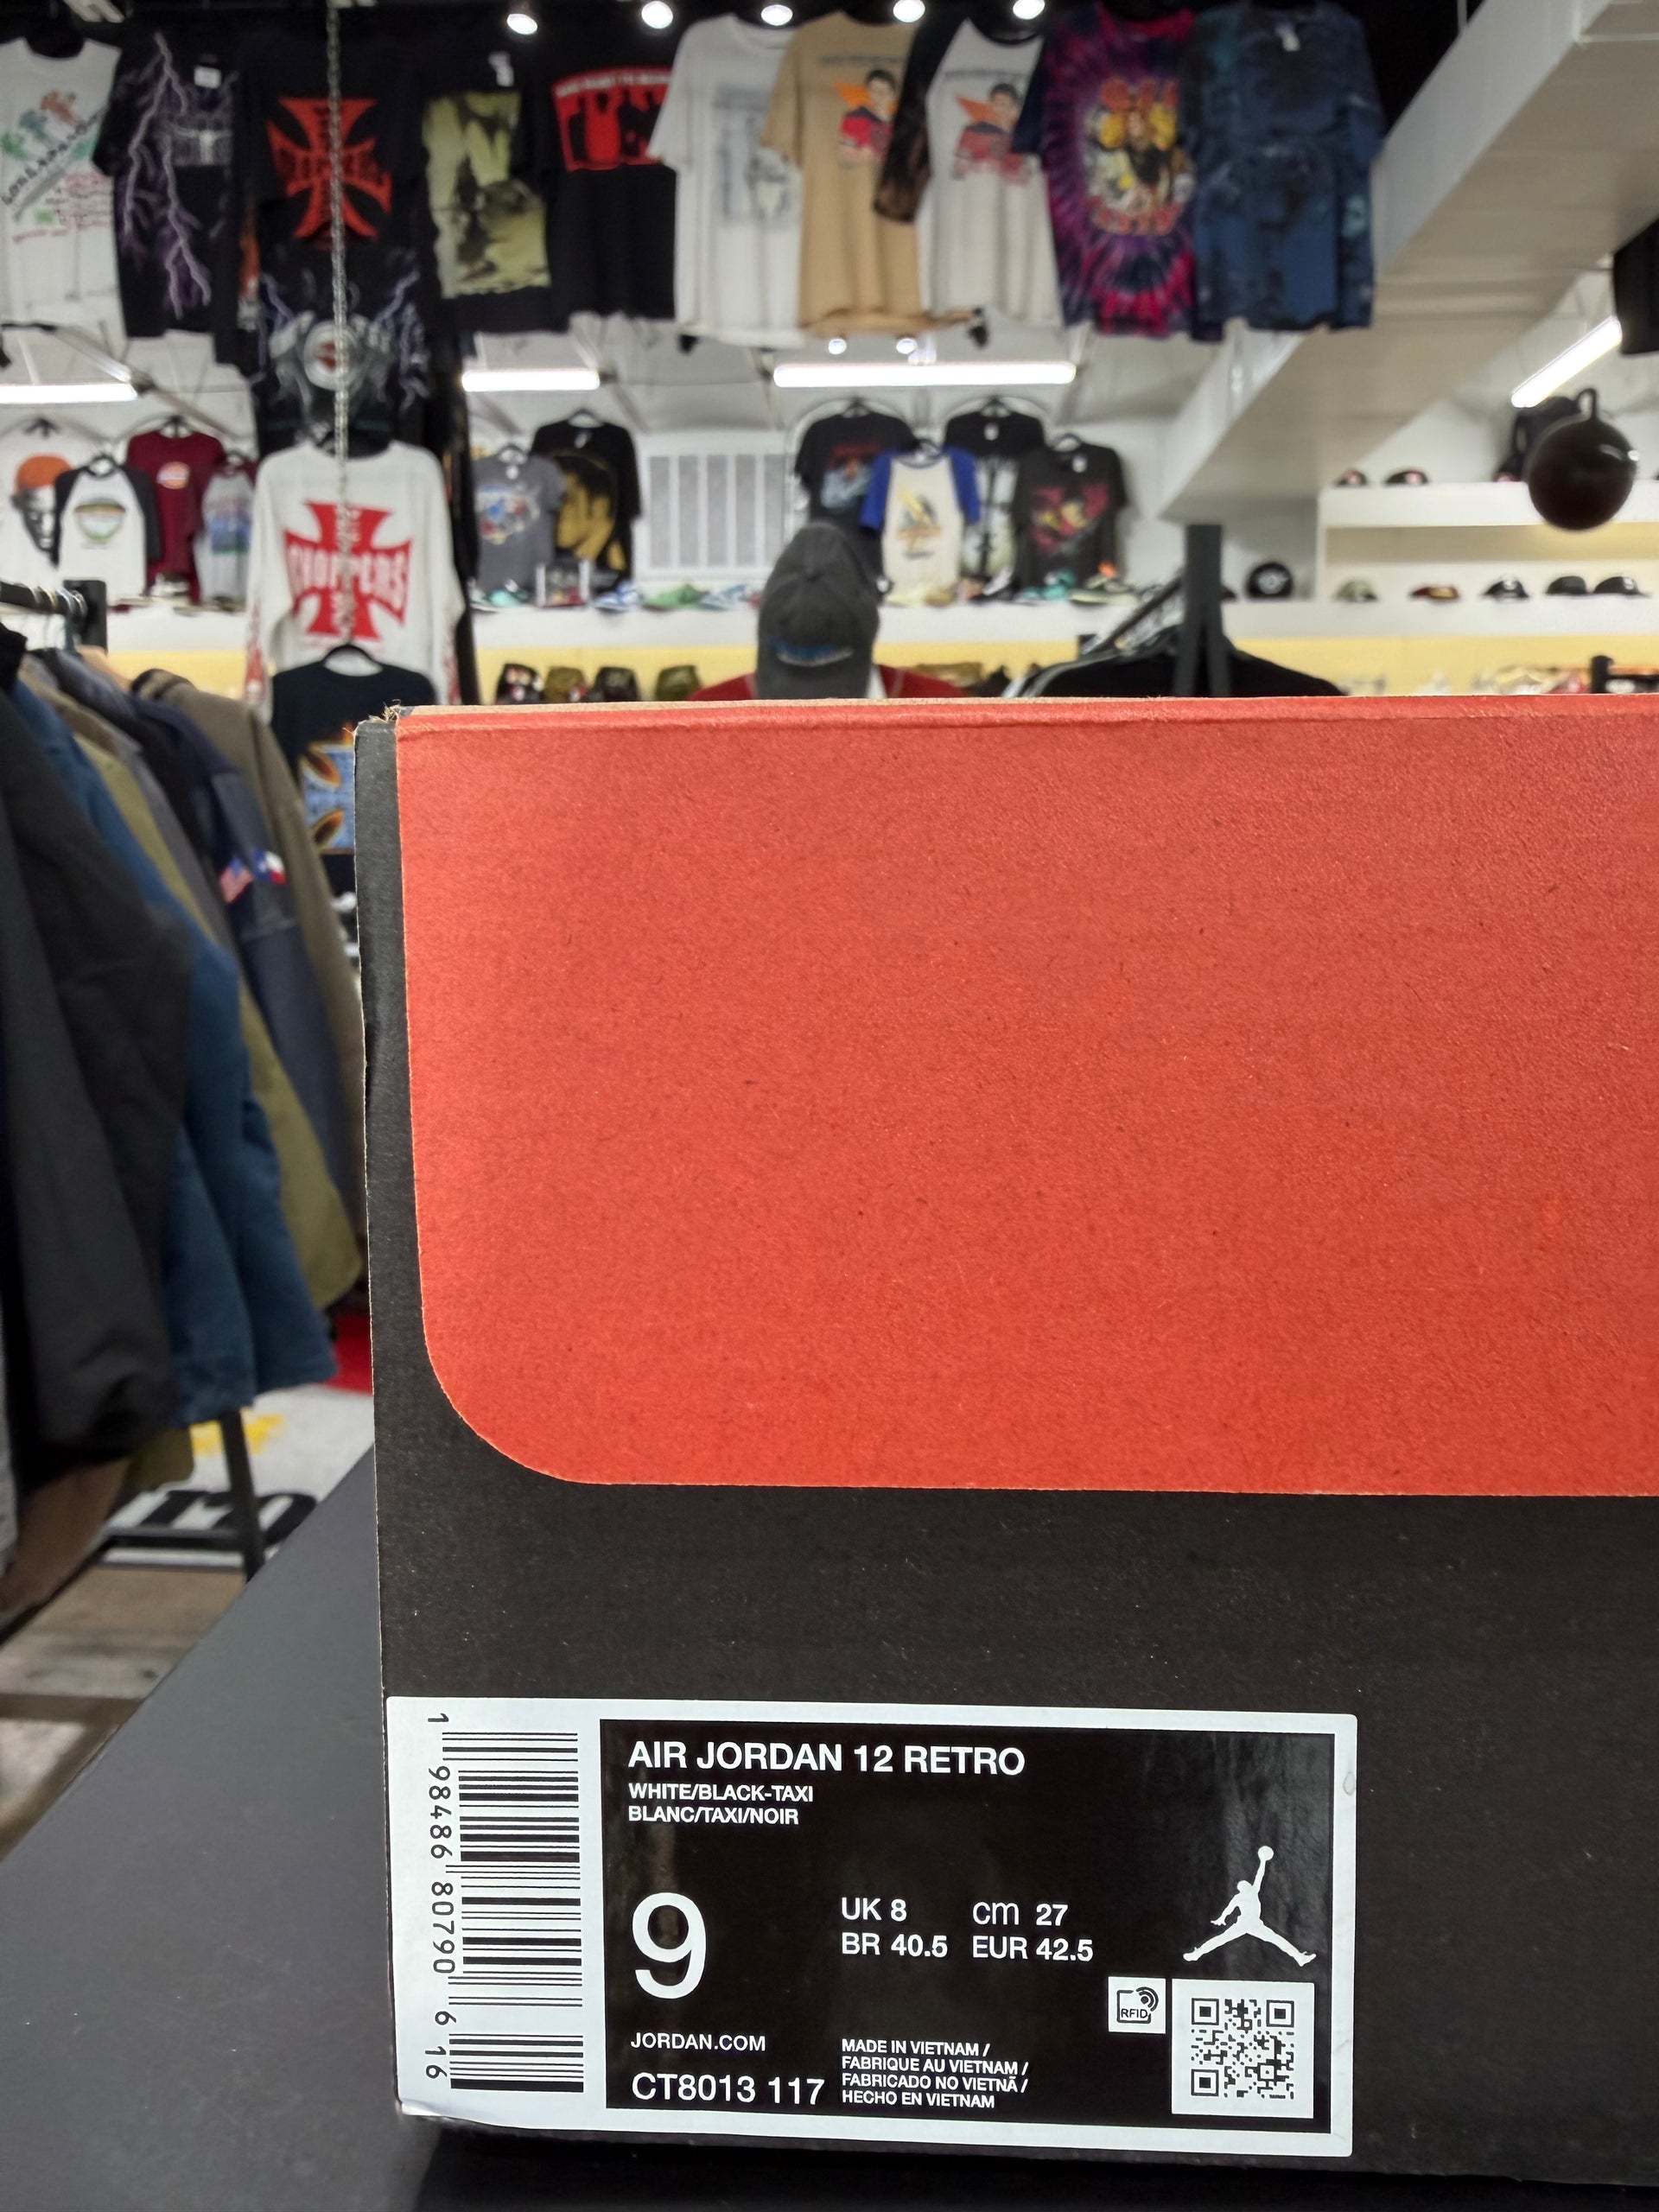 CHOPPERS
AIR JORDAN 12 RETRO
WHITE/BLACK-TAXI
BLANC/TAXI/NOIR
9
UK 8 cm 27
BR 40.5 EUR 42.5
RFID
JORDAN.COM
CT8013 117
MADE IN VIETNAM /
FABRIQUE AU VIETNAM /
FABRICADO NO VIETNÃ /
HECHO EN VIETNAM
1 98486 80790 6 16